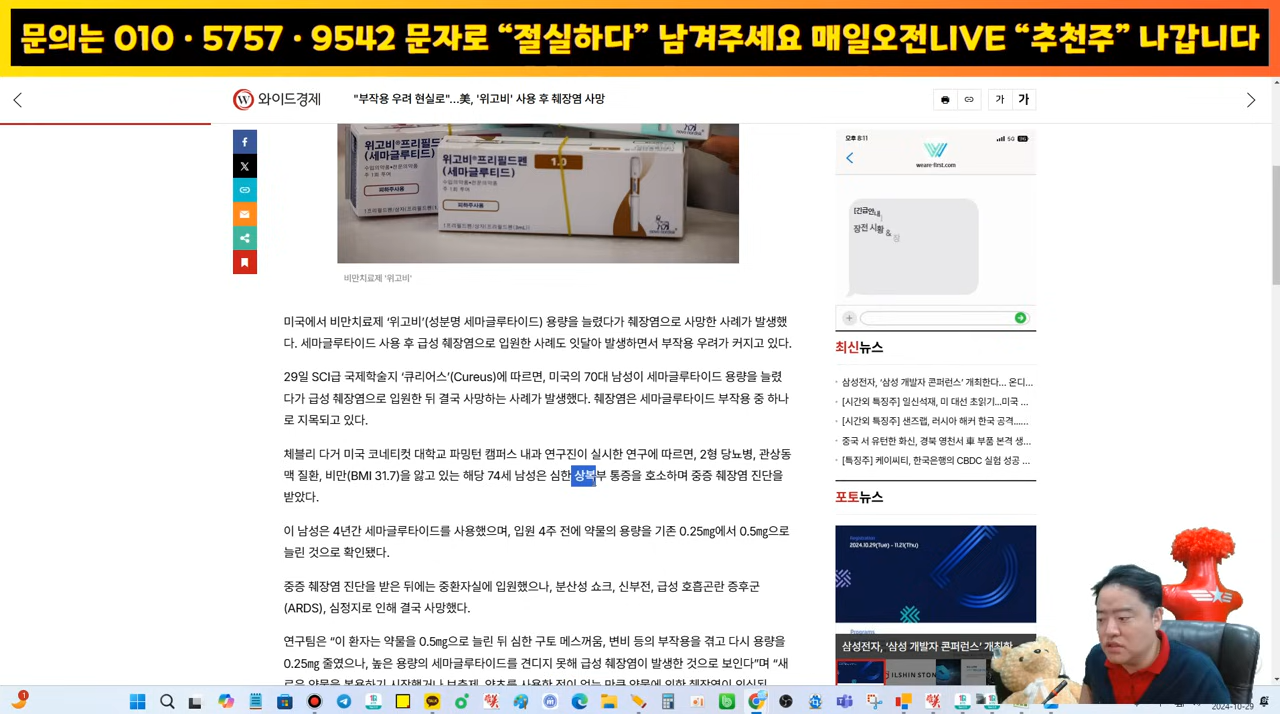 문의는 010 · 5757 · 9542 문자로 “절실하다” 남겨주세요 매일오전LIVE “추천주” 나갑니다
W 와이드경제
"부작용 우려 현실로"...美, '위고비' 사용 후 췌장염 사망
가 가
위고비®프리필드펜
(세마글루티드)
위고비®프리필드펜 1.0
(세마글루티드)
피하주사용
비만치료제 '위고비'
미국에서 비만치료제 ‘위고비’(성분명 세마글루타이드) 용량을 늘렸다가 췌장염으로 사망한 사례가 발생했
다. 세마글루타이드 사용 후 급성 췌장염으로 입원한 사례도 잇달아 발생하면서 부작용 우려가 커지고 있다.
29일 SCI급 국제학술지 ‘큐리어스’(Cureus)에 따르면, 미국의 70대 남성이 세마글루타이드 용량을 늘렸
다가 급성 췌장염으로 입원한 뒤 결국 사망하는 사례가 발생했다. 췌장염은 세마글루타이드 부작용 중 하나
로 지목되고 있다.
체블리 다거 미국 코네티컷 대학교 파밍턴 캠퍼스 내과 연구진이 실시한 연구에 따르면, 2형 당뇨병, 관상동
맥 질환, 비만(BMI 31.7)을 앓고 있는 해당 74세 남성은 심한 상복부 통증을 호소하며 중증 췌장염 진단을
받았다.
이 남성은 4년간 세마글루타이드를 사용했으며, 입원 4주 전에 약물의 용량을 기존 0.25㎎에서 0.5㎎으로
늘린 것으로 확인됐다.
중증 췌장염 진단을 받은 뒤에는 중환자실에 입원했으나, 분산성 쇼크, 신부전, 급성 호흡곤란 증후군
(ARDS), 심정지로 인해 결국 사망했다.
연구팀은 “이 환자는 약물을 0.5㎎으로 늘린 뒤 심한 구토 메스꺼움, 변비 등의 부작용을 겪고 다시 용량을
0.25㎎ 줄였으나, 높은 용량의 세마글루타이드를 견디지 못해 급성 췌장염이 발생한 것으로 보인다”며 “새
오후 8:11
5G
weare-first.com
[긴급안내]
장전 시황 &
최신뉴스
삼성전자, ‘삼성 개발자 콘퍼런스’ 개최한다... 온디...
[시간외 특징주] 일신석재, 미 대선 초읽기...미국 ...
[시간외 특징주] 샌즈랩, 러시아 해커 한국 공격......
중국 서 유턴한 화신, 경북 영천서 車 부품 본격 생...
[특징주] 케이씨티, 한국은행의 CBDC 실험 성공 ...
포토뉴스
Registration
2024.10.29(Tue) - 11.21(Thu)
Programs
삼성전자, ‘삼성 개발자 콘퍼런스’ 개최한
ILSHIN STON
1
TALK
2024-10-29